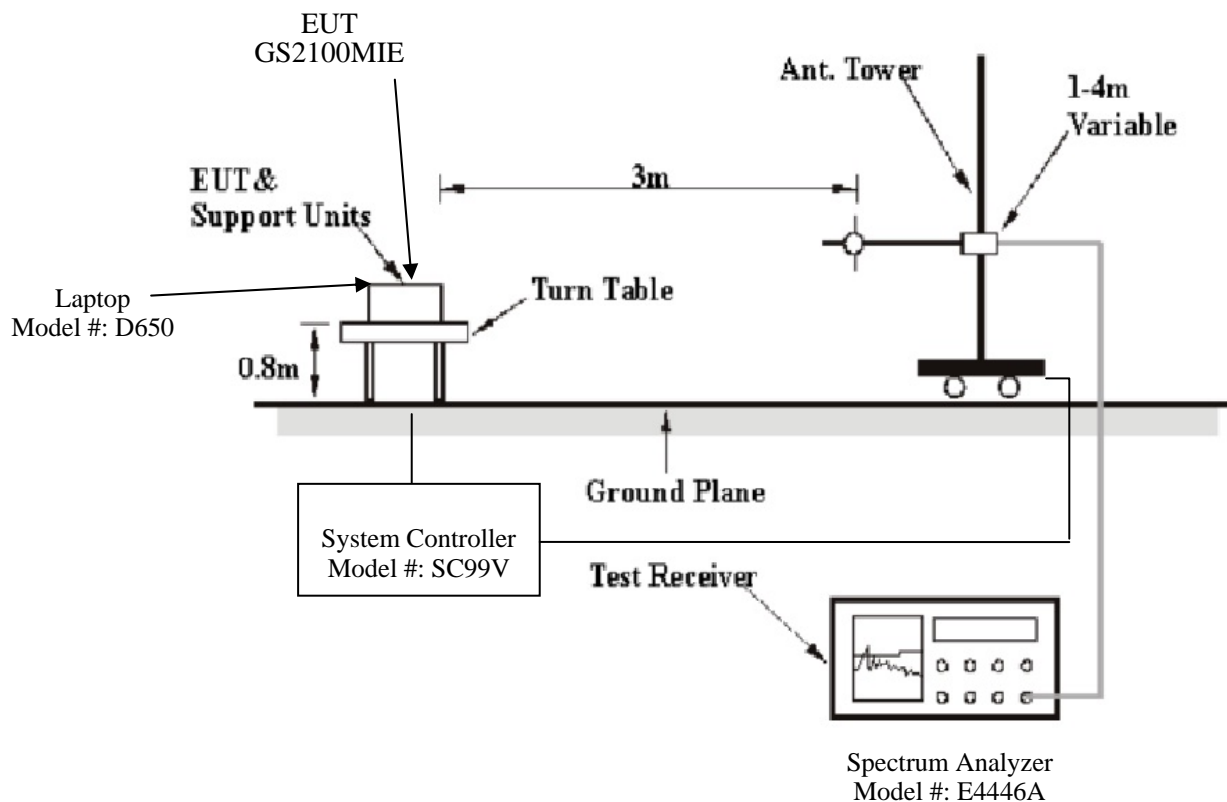 EUT
GS2100MIE
Ant. Tower
1-4m
Variable
3m
EUT &
Support Units
Turn Table
Laptop
Model #: D650
0.8m
Ground Plane
System Controller
Model #: SC99V
Test Receiver
Spectrum Analyzer
Model #: E4446A